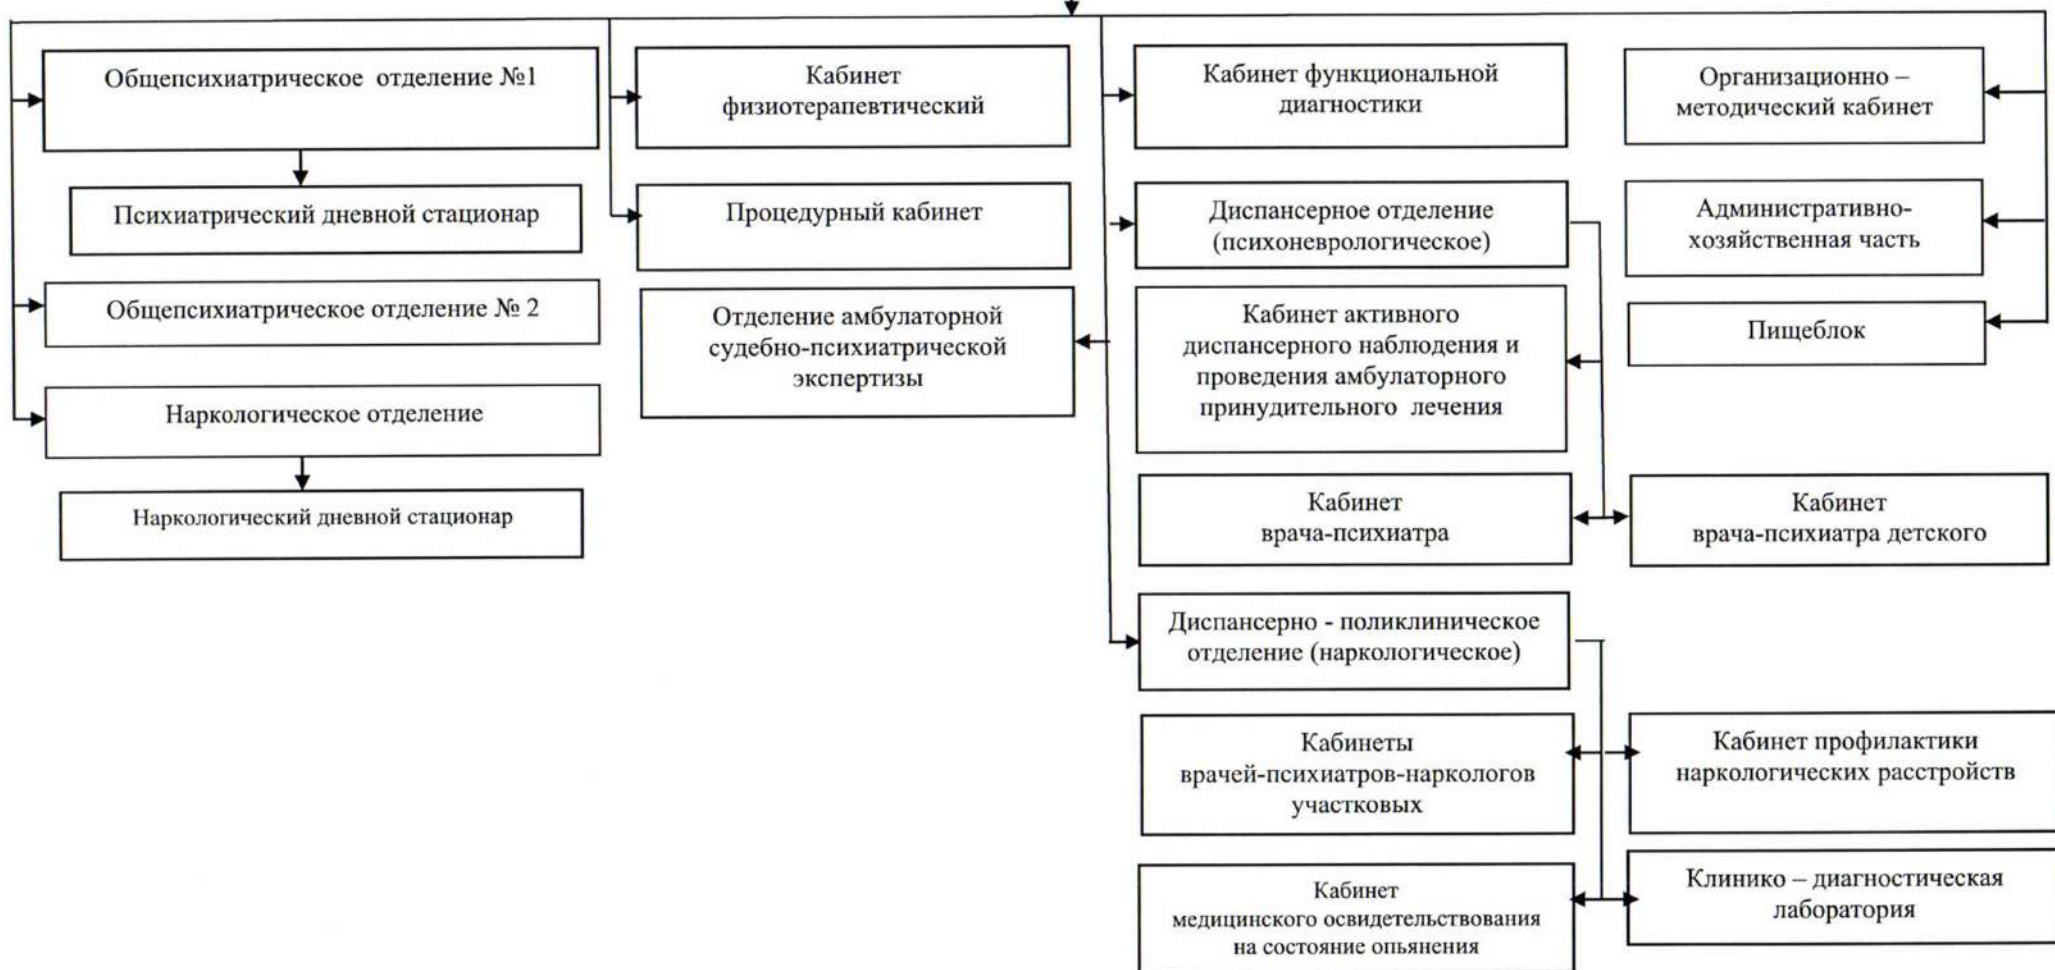 Общепсихиатрическое отделение №1
Психиатрический дневной стационар
Общепсихиатрическое отделение № 2
Наркологическое отделение
Наркологический дневной стационар
Кабинет
физиотерапевтический
Процедурный кабинет
Отделение амбулаторной
судебно-психиатрической
экспертизы
Кабинет функциональной
диагностики
Диспансерное отделение
(психоневрологическое)
Кабинет активного
диспансерного наблюдения и
проведения амбулаторного
принудительного лечения
Кабинет
врача-психиатра
Кабинет
врача-психиатра детского
Диспансерно - поликлиническое
отделение (наркологическое)
Кабинеты
врачей-психиатров-наркологов
участковых
Кабинет профилактики
наркологических расстройств
Кабинет
медицинского освидетельствования
на состояние опьянения
Клинико – диагностическая
лаборатория
Организационно –
методический кабинет
Административно-
хозяйственная часть
Пищеблок